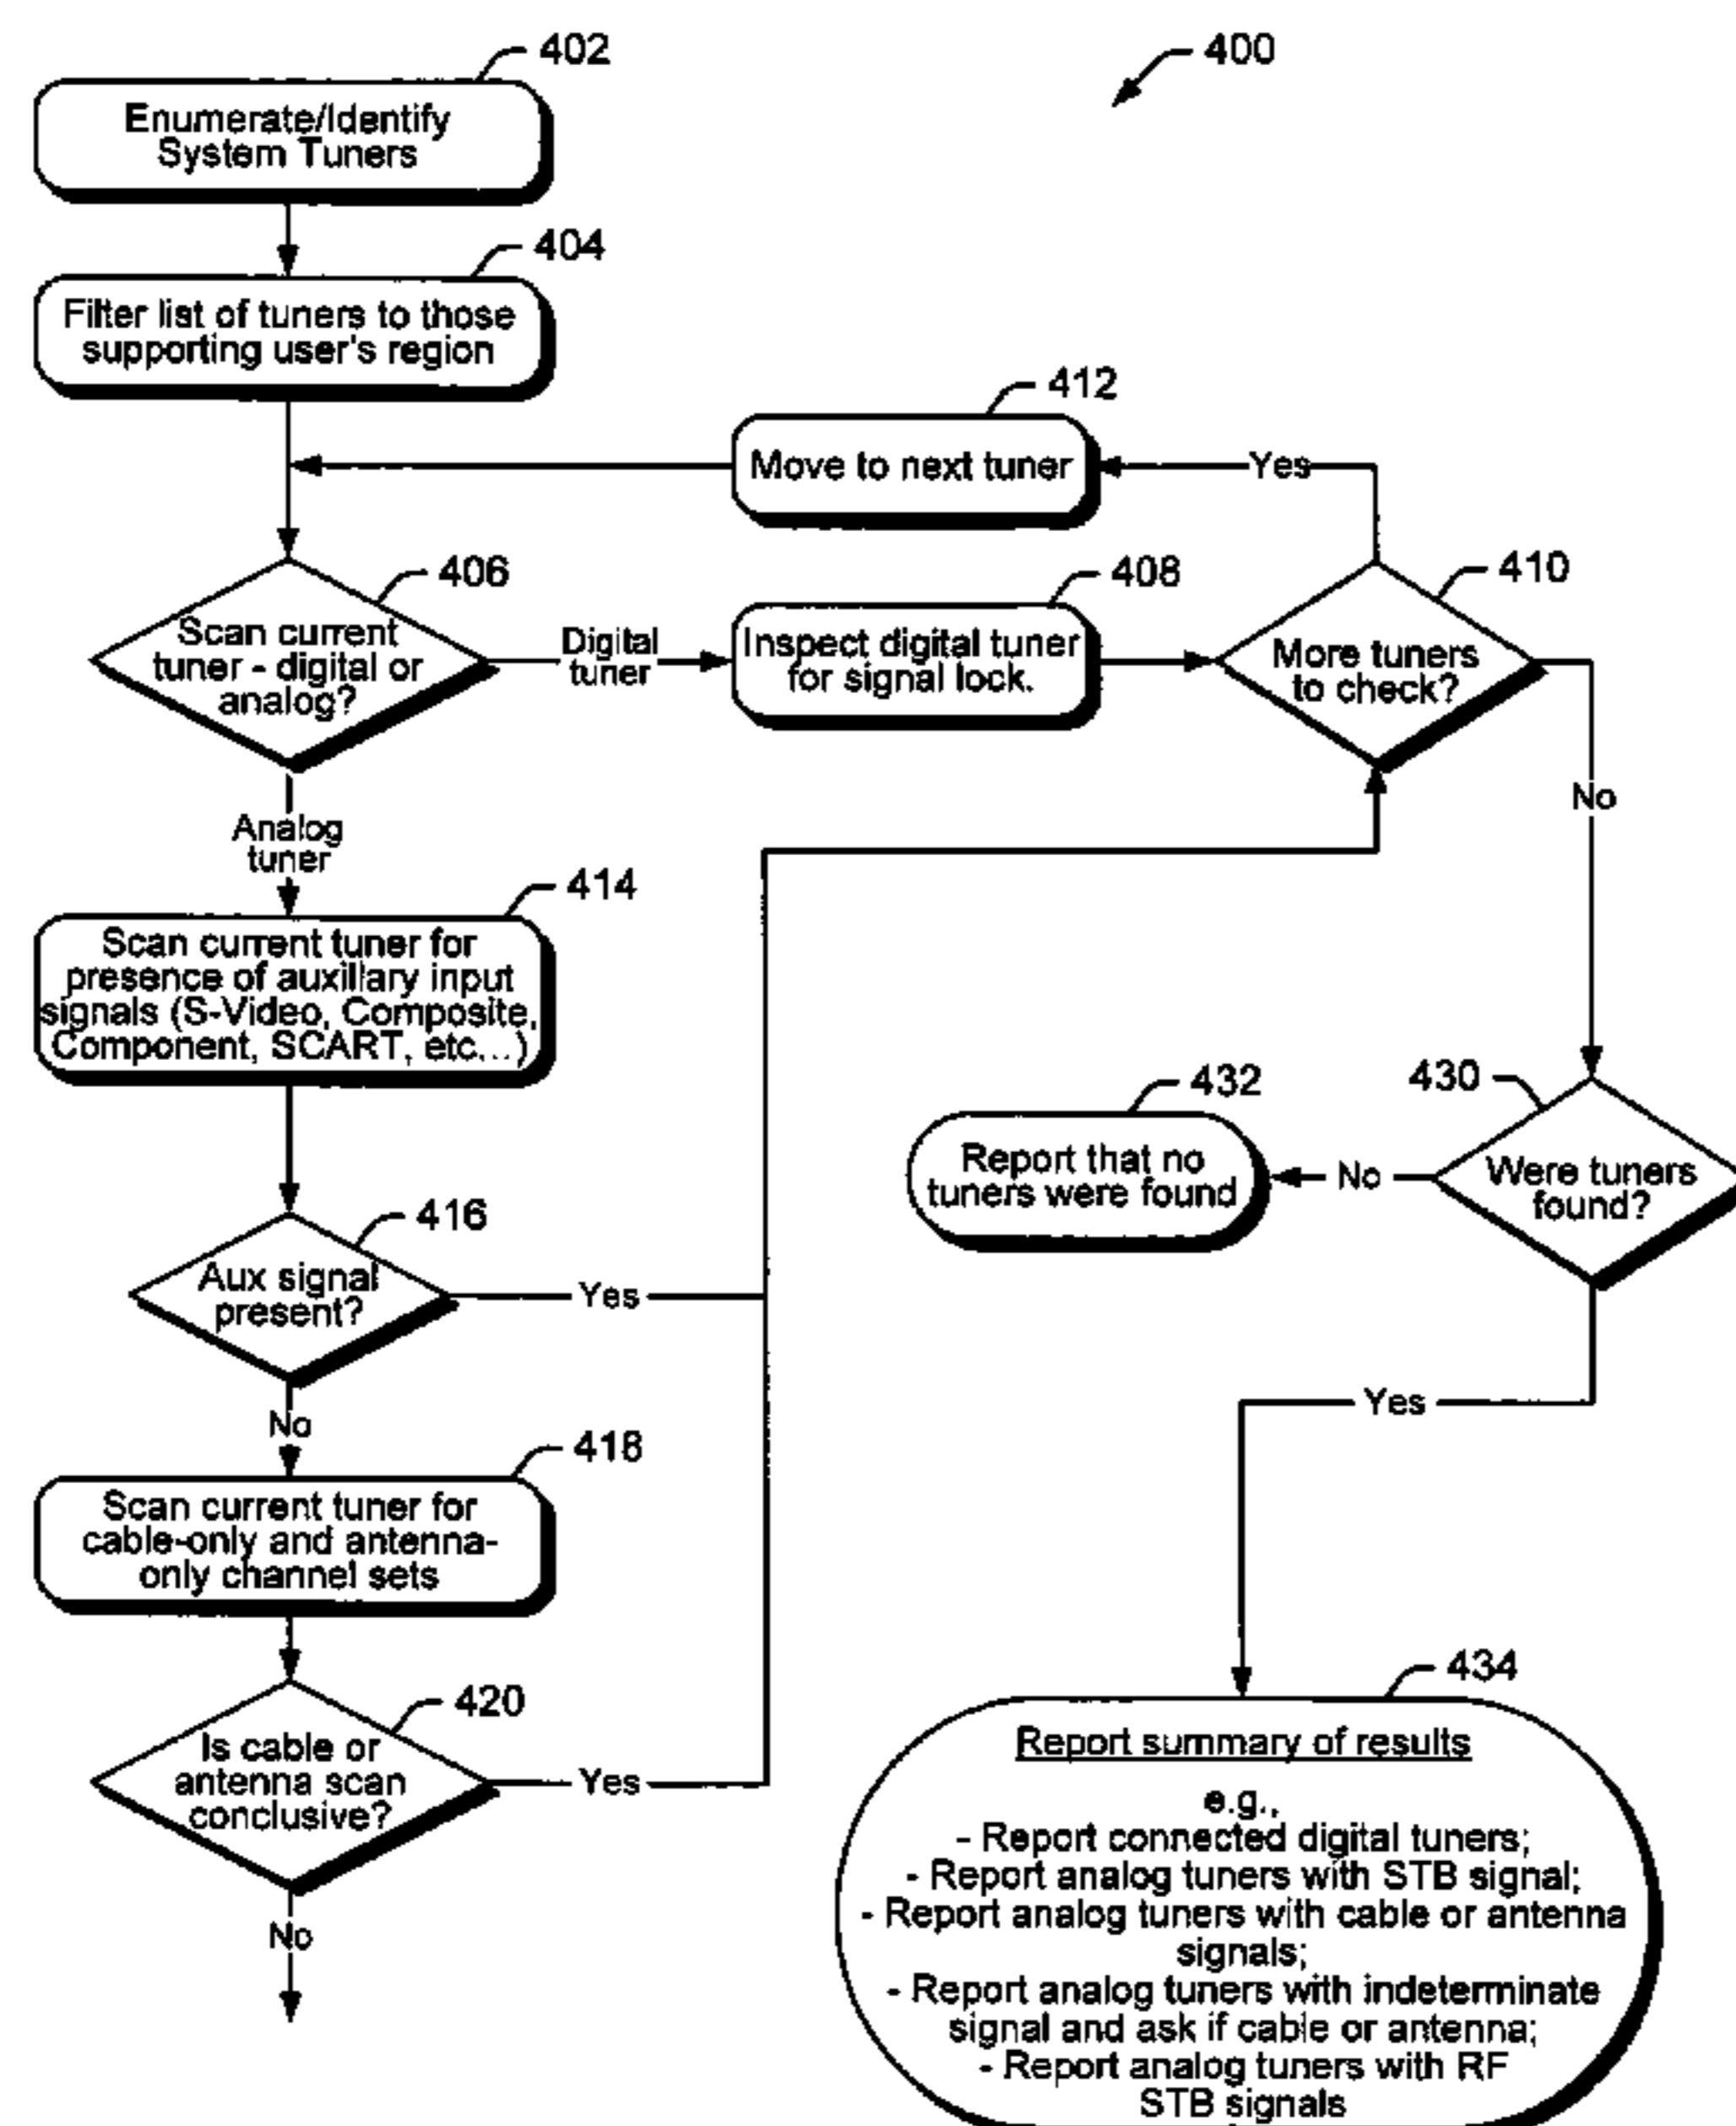 402
400
Enumerate/Identify
System Tuners
404
Filter list of tuners to those
supporting user's region
412
Move to next tuner
Yes
406
Scan current
tuner - digital or
analog?
Digital
tuner
408
Inspect digital tuner
for signal lock.
410
More tuners
to check?
No
Analog
tuner
414
Scan current tuner for
presence of auxillary input
signals (S-Video, Composite,
Component, SCART, etc...)
416
Aux signal
present?
Yes
No
432
Report that no
tuners were found
No
430
Were tuners
found?
Yes
418
Scan current tuner for
cable-only and antenna-
only channel sets
420
Is cable or
antenna scan
conclusive?
Yes
No
434
Report summary of results
e.g.,
- Report connected digital tuners;
- Report analog tuners with STB signal;
- Report analog tuners with cable or antenna
signals;
- Report analog tuners with indeterminate
signal and ask if cable or antenna;
- Report analog tuners with RF
STB signals